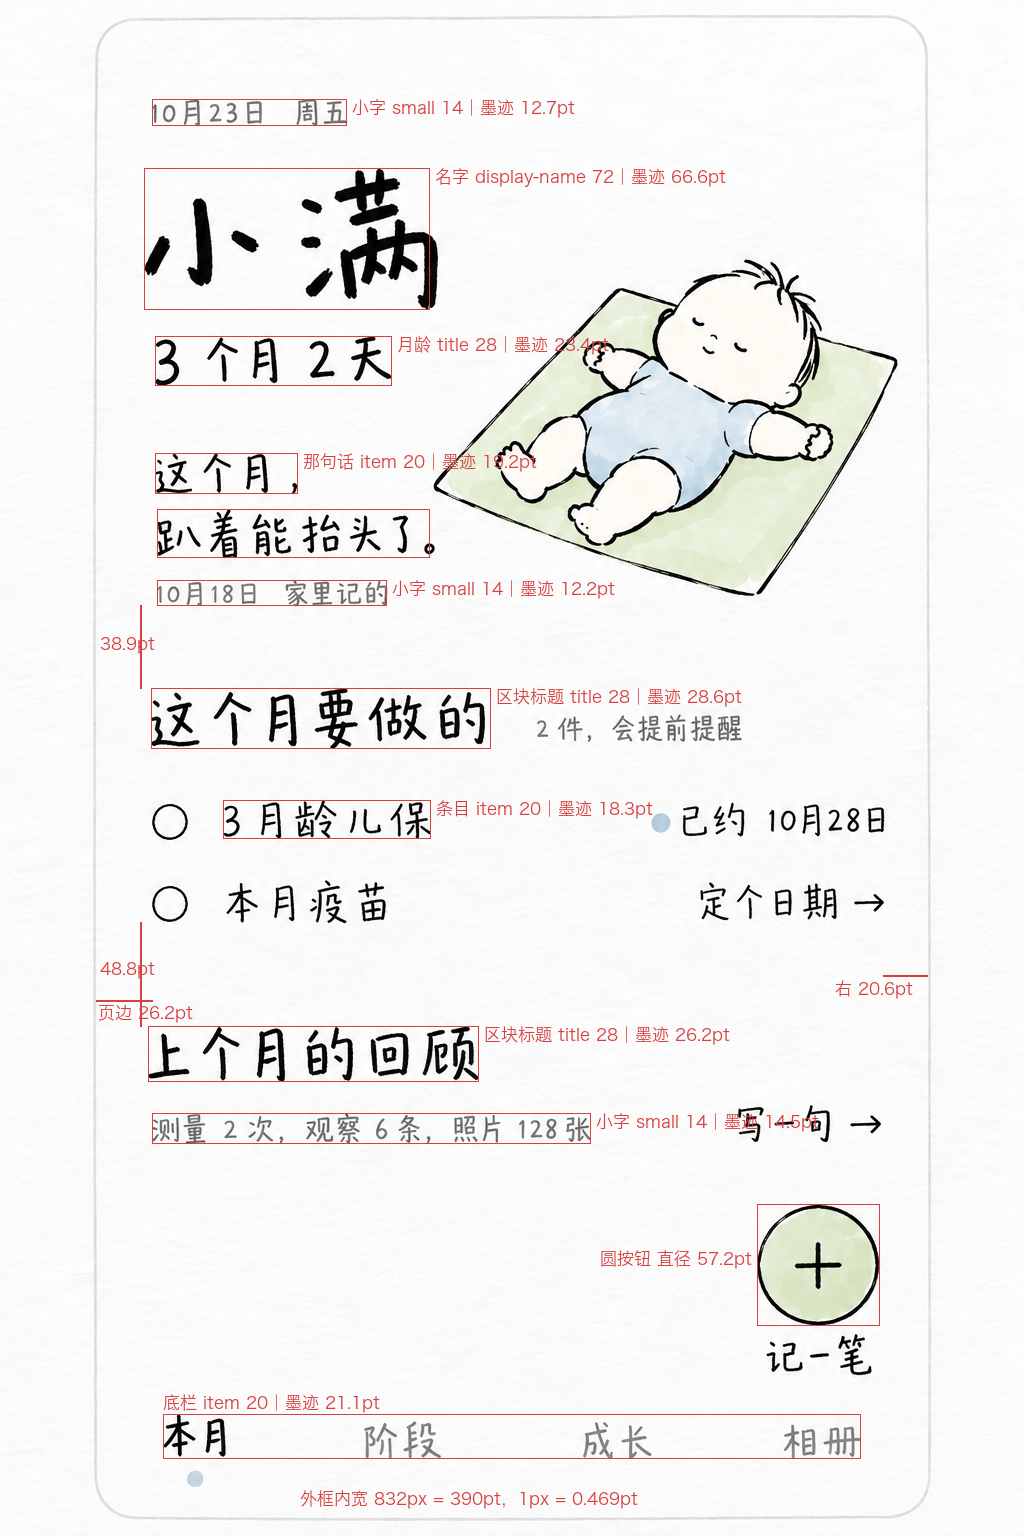 10月23日 周五 小字 small 14｜墨迹 12.7pt
名字 display-name 72｜墨迹 66.6pt
小满
3 个月 2 天 月龄 title 28｜墨迹 23.4pt
这个月, 那句话 item 20｜墨迹 19.2pt
趴着能抬头了。
10月18日 家里记的 小字 small 14｜墨迹 12.2pt
38.9pt
这个月要做的 区块标题 title 28｜墨迹 28.6pt
2 件，会提前提醒
3 月龄儿保 条目 item 20｜墨迹 18.3pt 已约 10月28日
本月疫苗 定个日期 →
48.8pt
右 20.6pt
页边 26.2pt
上个月的回顾 区块标题 title 28｜墨迹 26.2pt
测量 2 次，观察 6 条，照片 128 张 小字 small 14｜墨迹 14.5pt
写一句 →
圆按钮 直径 57.2pt
+
记一笔
底栏 item 20｜墨迹 21.1pt
本月 阶段 成长 相册
外框内宽 832px = 390pt，1px = 0.469pt